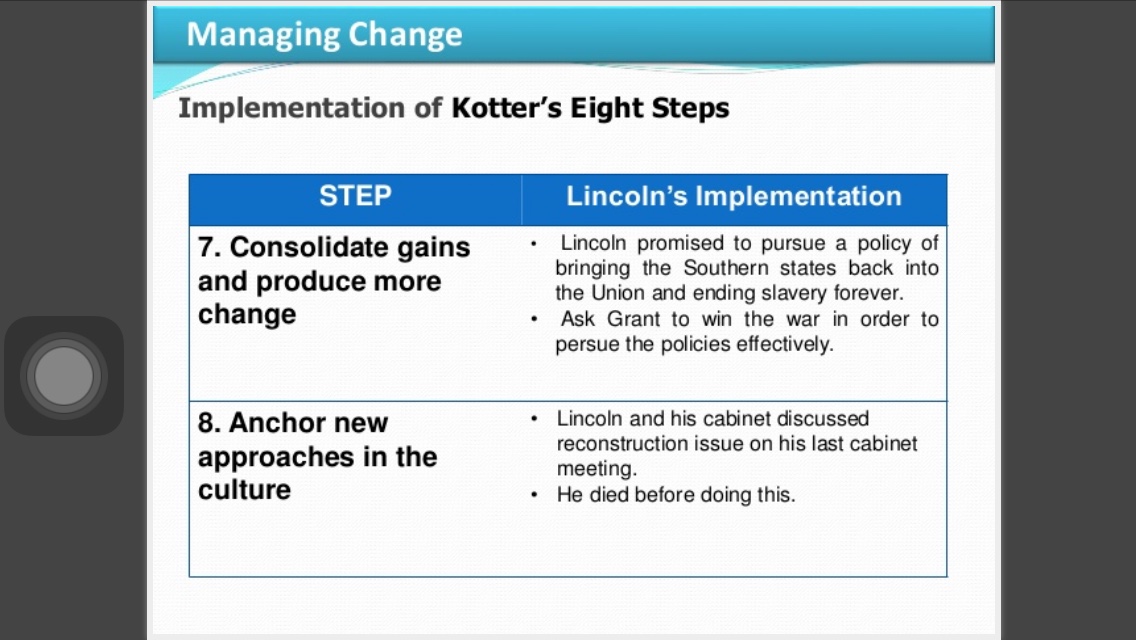 Managing Change
Implementation of Kotter's Eight Steps
STEP
Lincoln's Implementation
7. Consolidate gains
and produce more
change
• Lincoln promised to pursue a policy of
bringing the Southern states back into
the Union and ending slavery forever.
• Ask Grant to win the war in order to
persue the policies effectively.
8. Anchor new
approaches in the
culture
• Lincoln and his cabinet discussed
reconstruction issue on his last cabinet
meeting.
• He died before doing this.